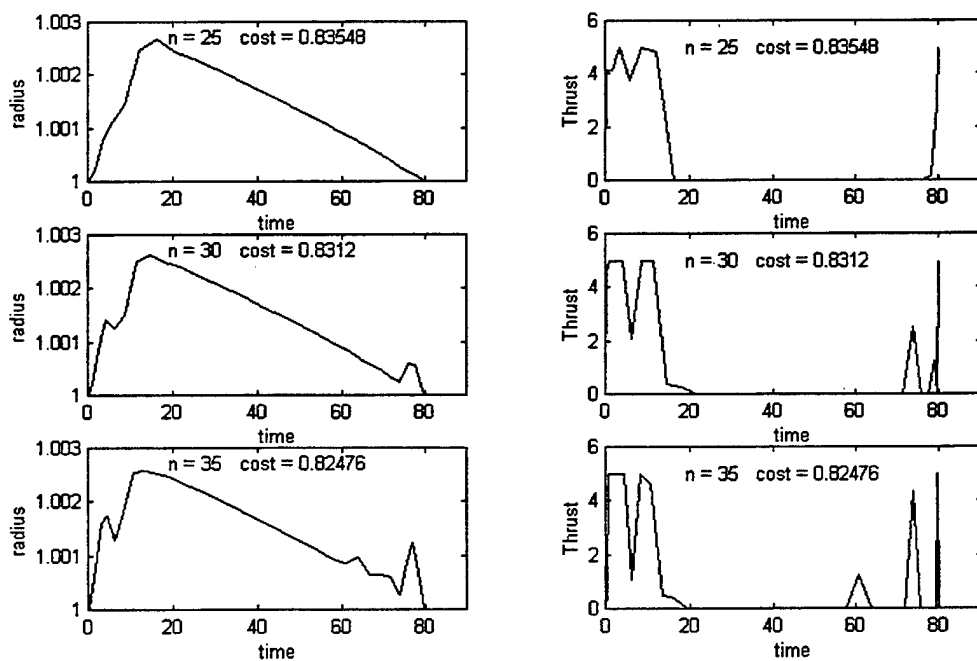 1.003
n = 25 cost = 0.83548
1.002
radius
1.001
1
0 20 40 60 80
time
6
n = 25 cost = 0.83548
4
Thrust
2
0
0 20 40 60 80
time
1.003
n = 30 cost = 0.8312
1.002
radius
1.001
1
0 20 40 60 80
time
6
n = 30 cost = 0.8312
4
Thrust
2
0
0 20 40 60 80
time
1.003
n = 35 cost = 0.82476
1.002
radius
1.001
1
0 20 40 60 80
time
6
n = 35 cost = 0.82476
4
Thrust
2
0
0 20 40 60 80
time